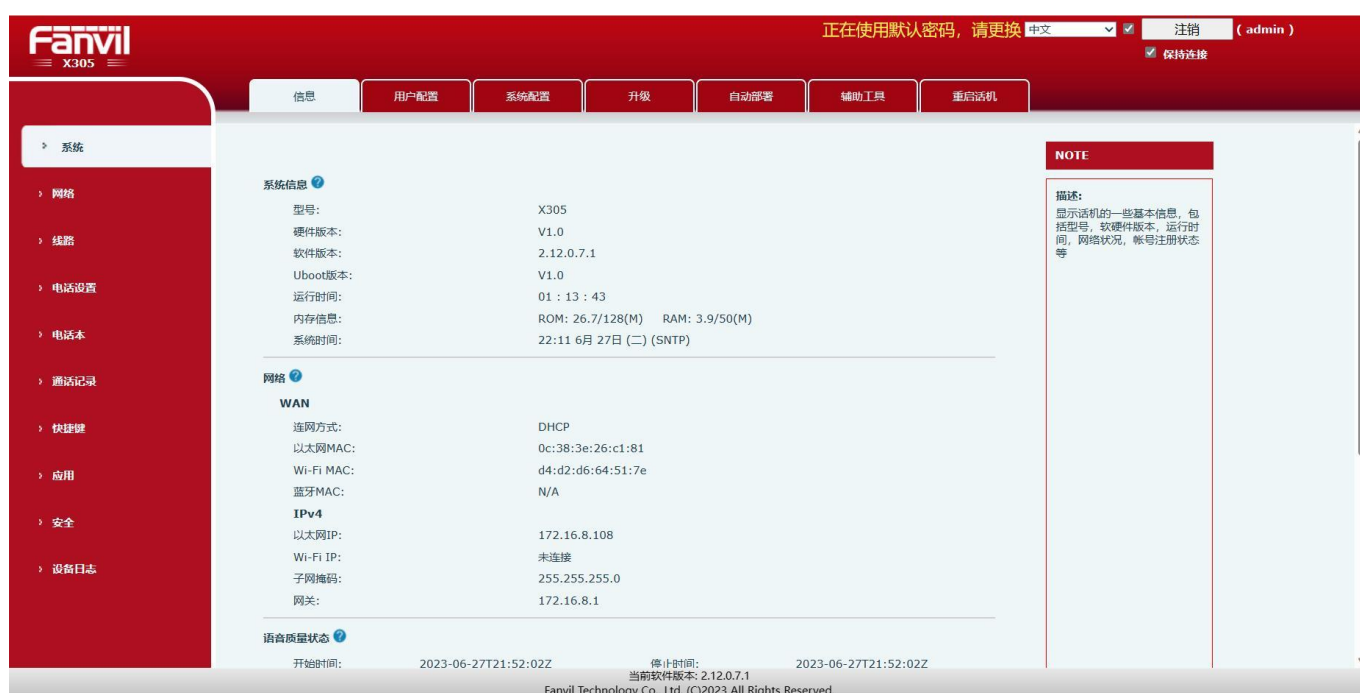 Fanvil
X305
正在使用默认密码，请更换 中文 注销 ( admin )
保持连接
信息 用户配置 系统配置 升级 自动部署 辅助工具 重启话机
› 系统
› 网络
› 线路
› 电话设置
› 电话本
› 通话记录
› 快捷键
› 应用
› 安全
› 设备日志
系统信息 ?
型号: X305
硬件版本: V1.0
软件版本: 2.12.0.7.1
Uboot版本: V1.0
运行时间: 01 : 13 : 43
内存信息: ROM: 26.7/128(M) RAM: 3.9/50(M)
系统时间: 22:11 6月 27日 (二) (SNTP)
网络 ?
WAN
连网方式: DHCP
以太网MAC: 0c:38:3e:26:c1:81
Wi-Fi MAC: d4:d2:d6:64:51:7e
蓝牙MAC: N/A
IPv4
以太网IP: 172.16.8.108
Wi-Fi IP: 未连接
子网掩码: 255.255.255.0
网关: 172.16.8.1
语音质量状态 ?
开始时间: 2023-06-27T21:52:02Z 停止时间: 2023-06-27T21:52:02Z
NOTE
描述:
显示话机的一些基本信息，包
括型号，软硬件版本，运行时
间，网络状况，帐号注册状态
等
当前软件版本: 2.12.0.7.1
Fanvil Technology Co., Ltd. (C)2023 All Rights Reserved